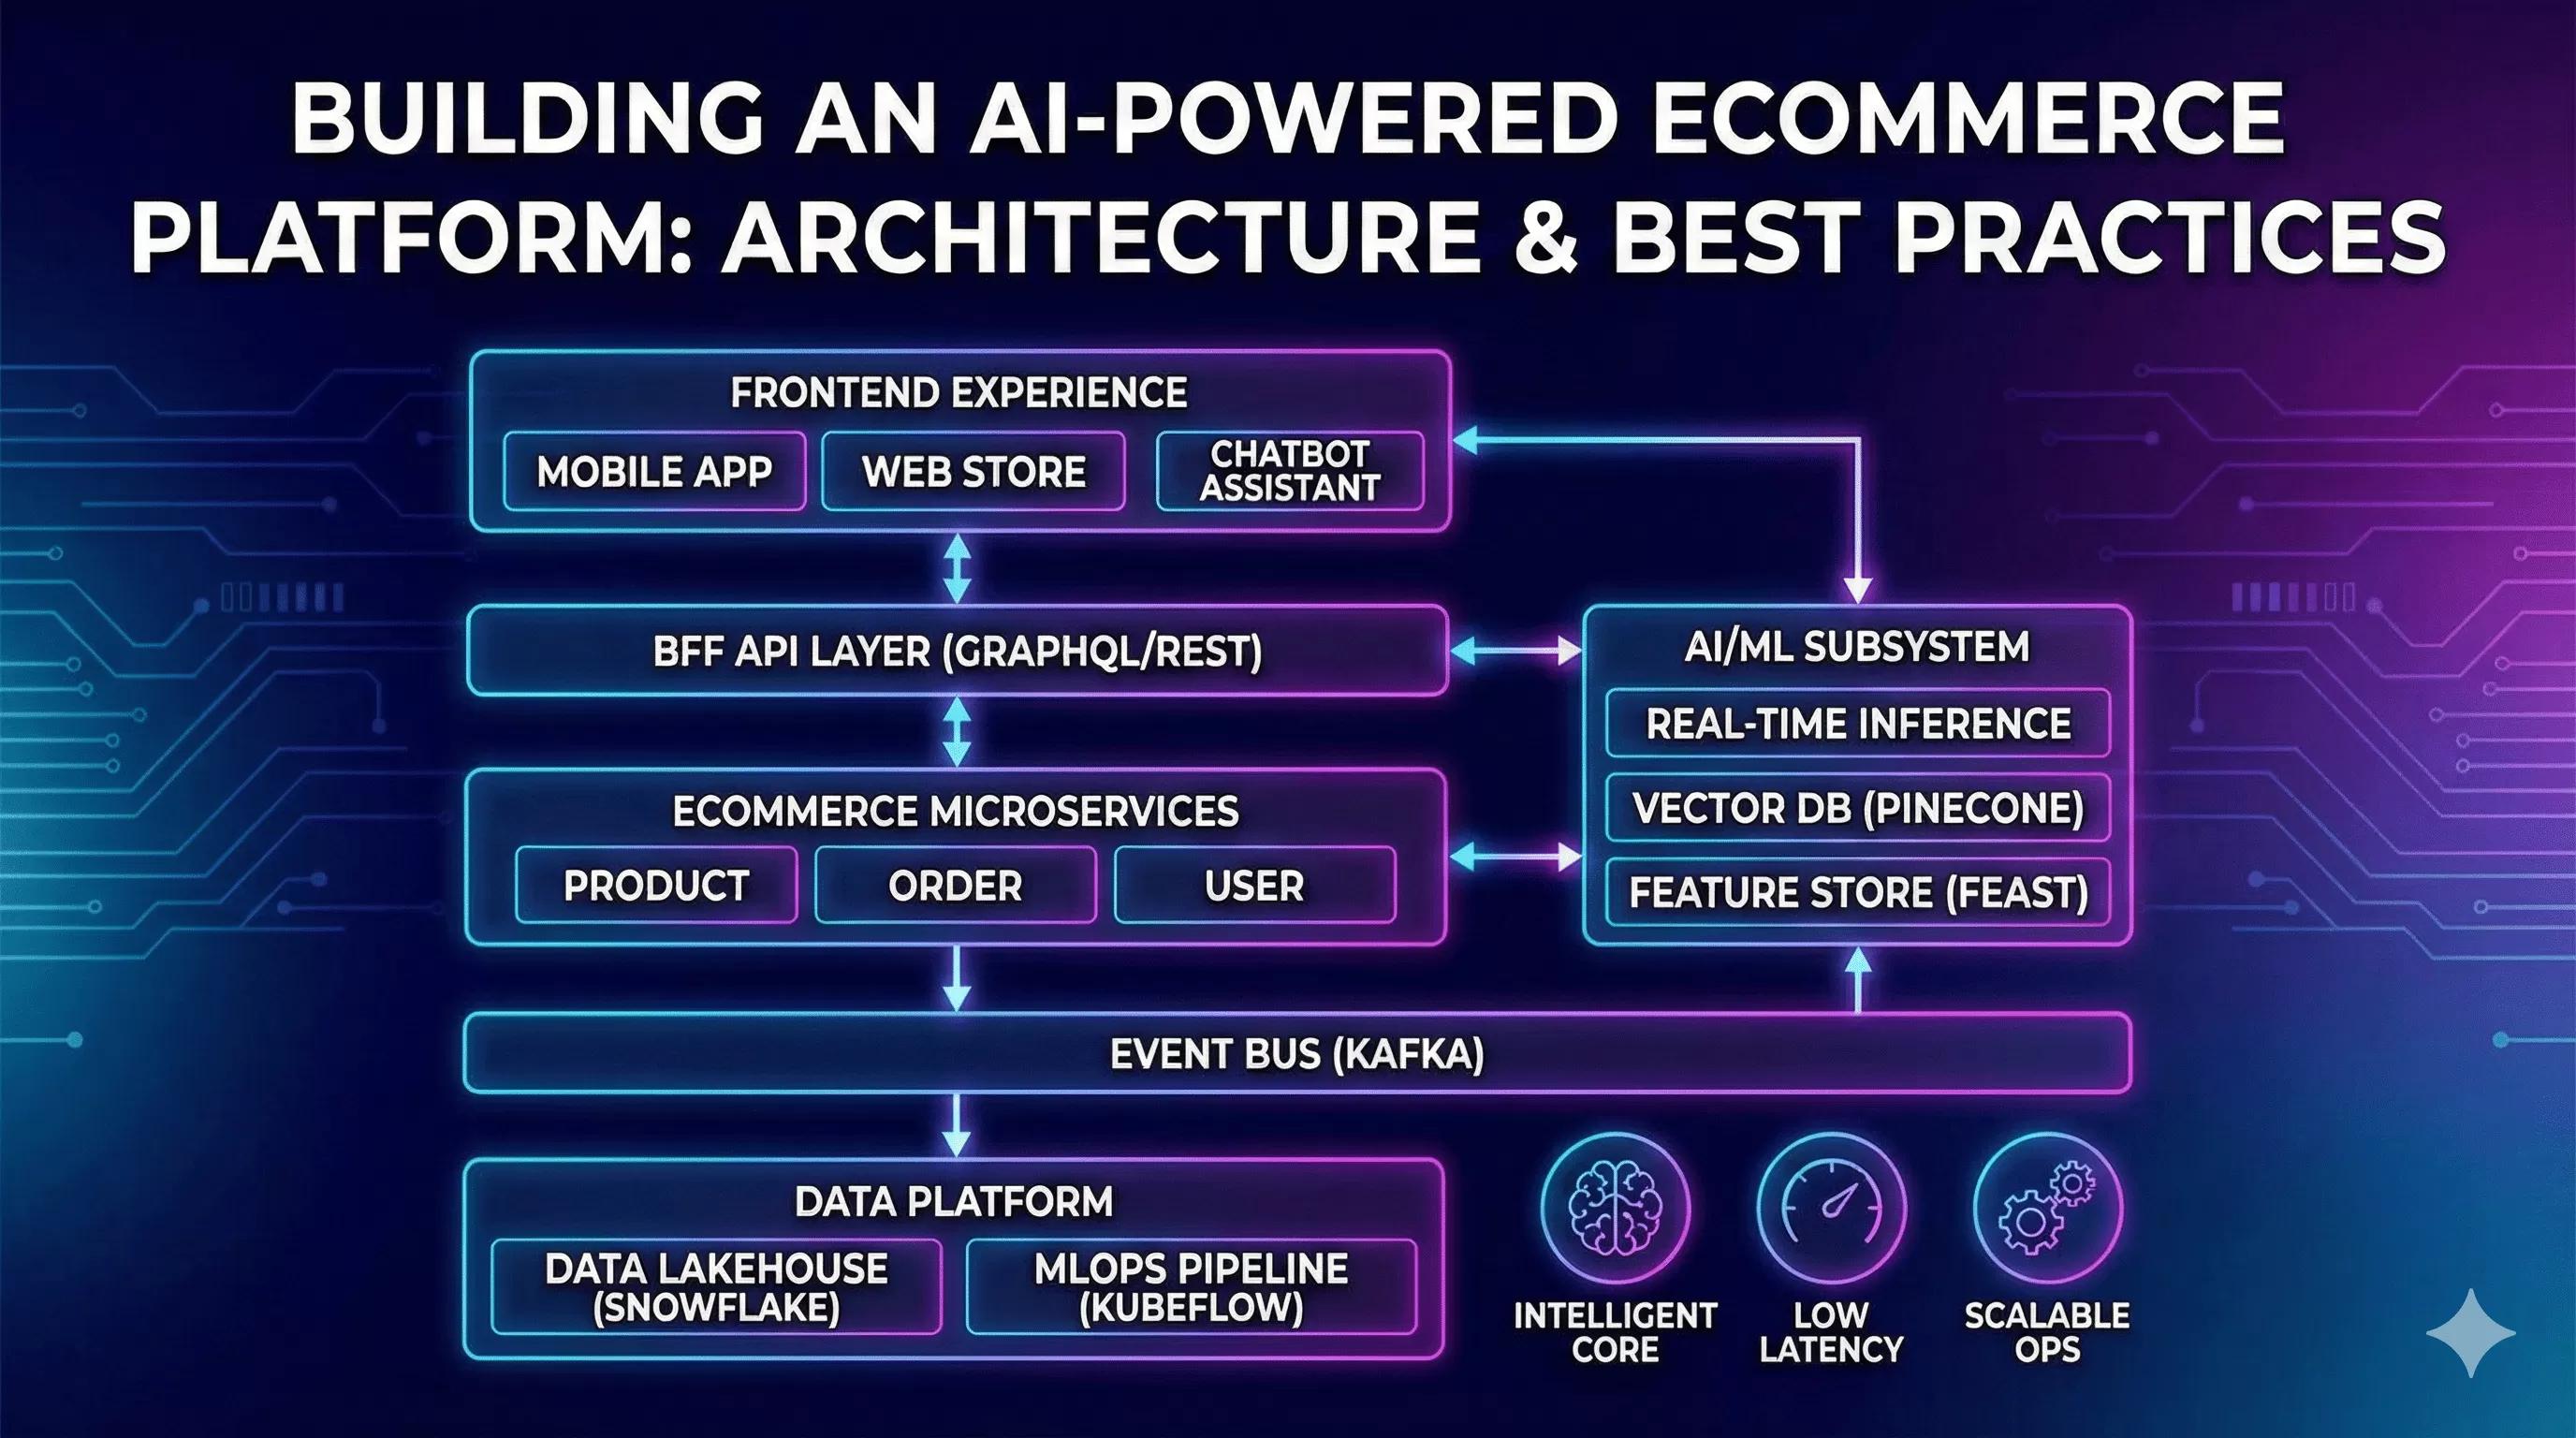 BUILDING AN AI-POWERED ECOMMERCE
PLATFORM: ARCHITECTURE & BEST PRACTICES
FRONTEND EXPERIENCE
MOBILE APP
WEB STORE
CHATBOT
ASSISTANT
BFF API LAYER (GRAPHQL/REST)
AI/ML SUBSYSTEM
REAL-TIME INFERENCE
VECTOR DB (PINECONE)
FEATURE STORE (FEAST)
ECOMMERCE MICROSERVICES
PRODUCT
ORDER
USER
EVENT BUS (KAFKA)
DATA PLATFORM
DATA LAKEHOUSE
(SNOWFLAKE)
MLOPS PIPELINE
(KUBEFLOW)
INTELLIGENT
CORE
LOW
LATENCY
SCALABLE
OPS